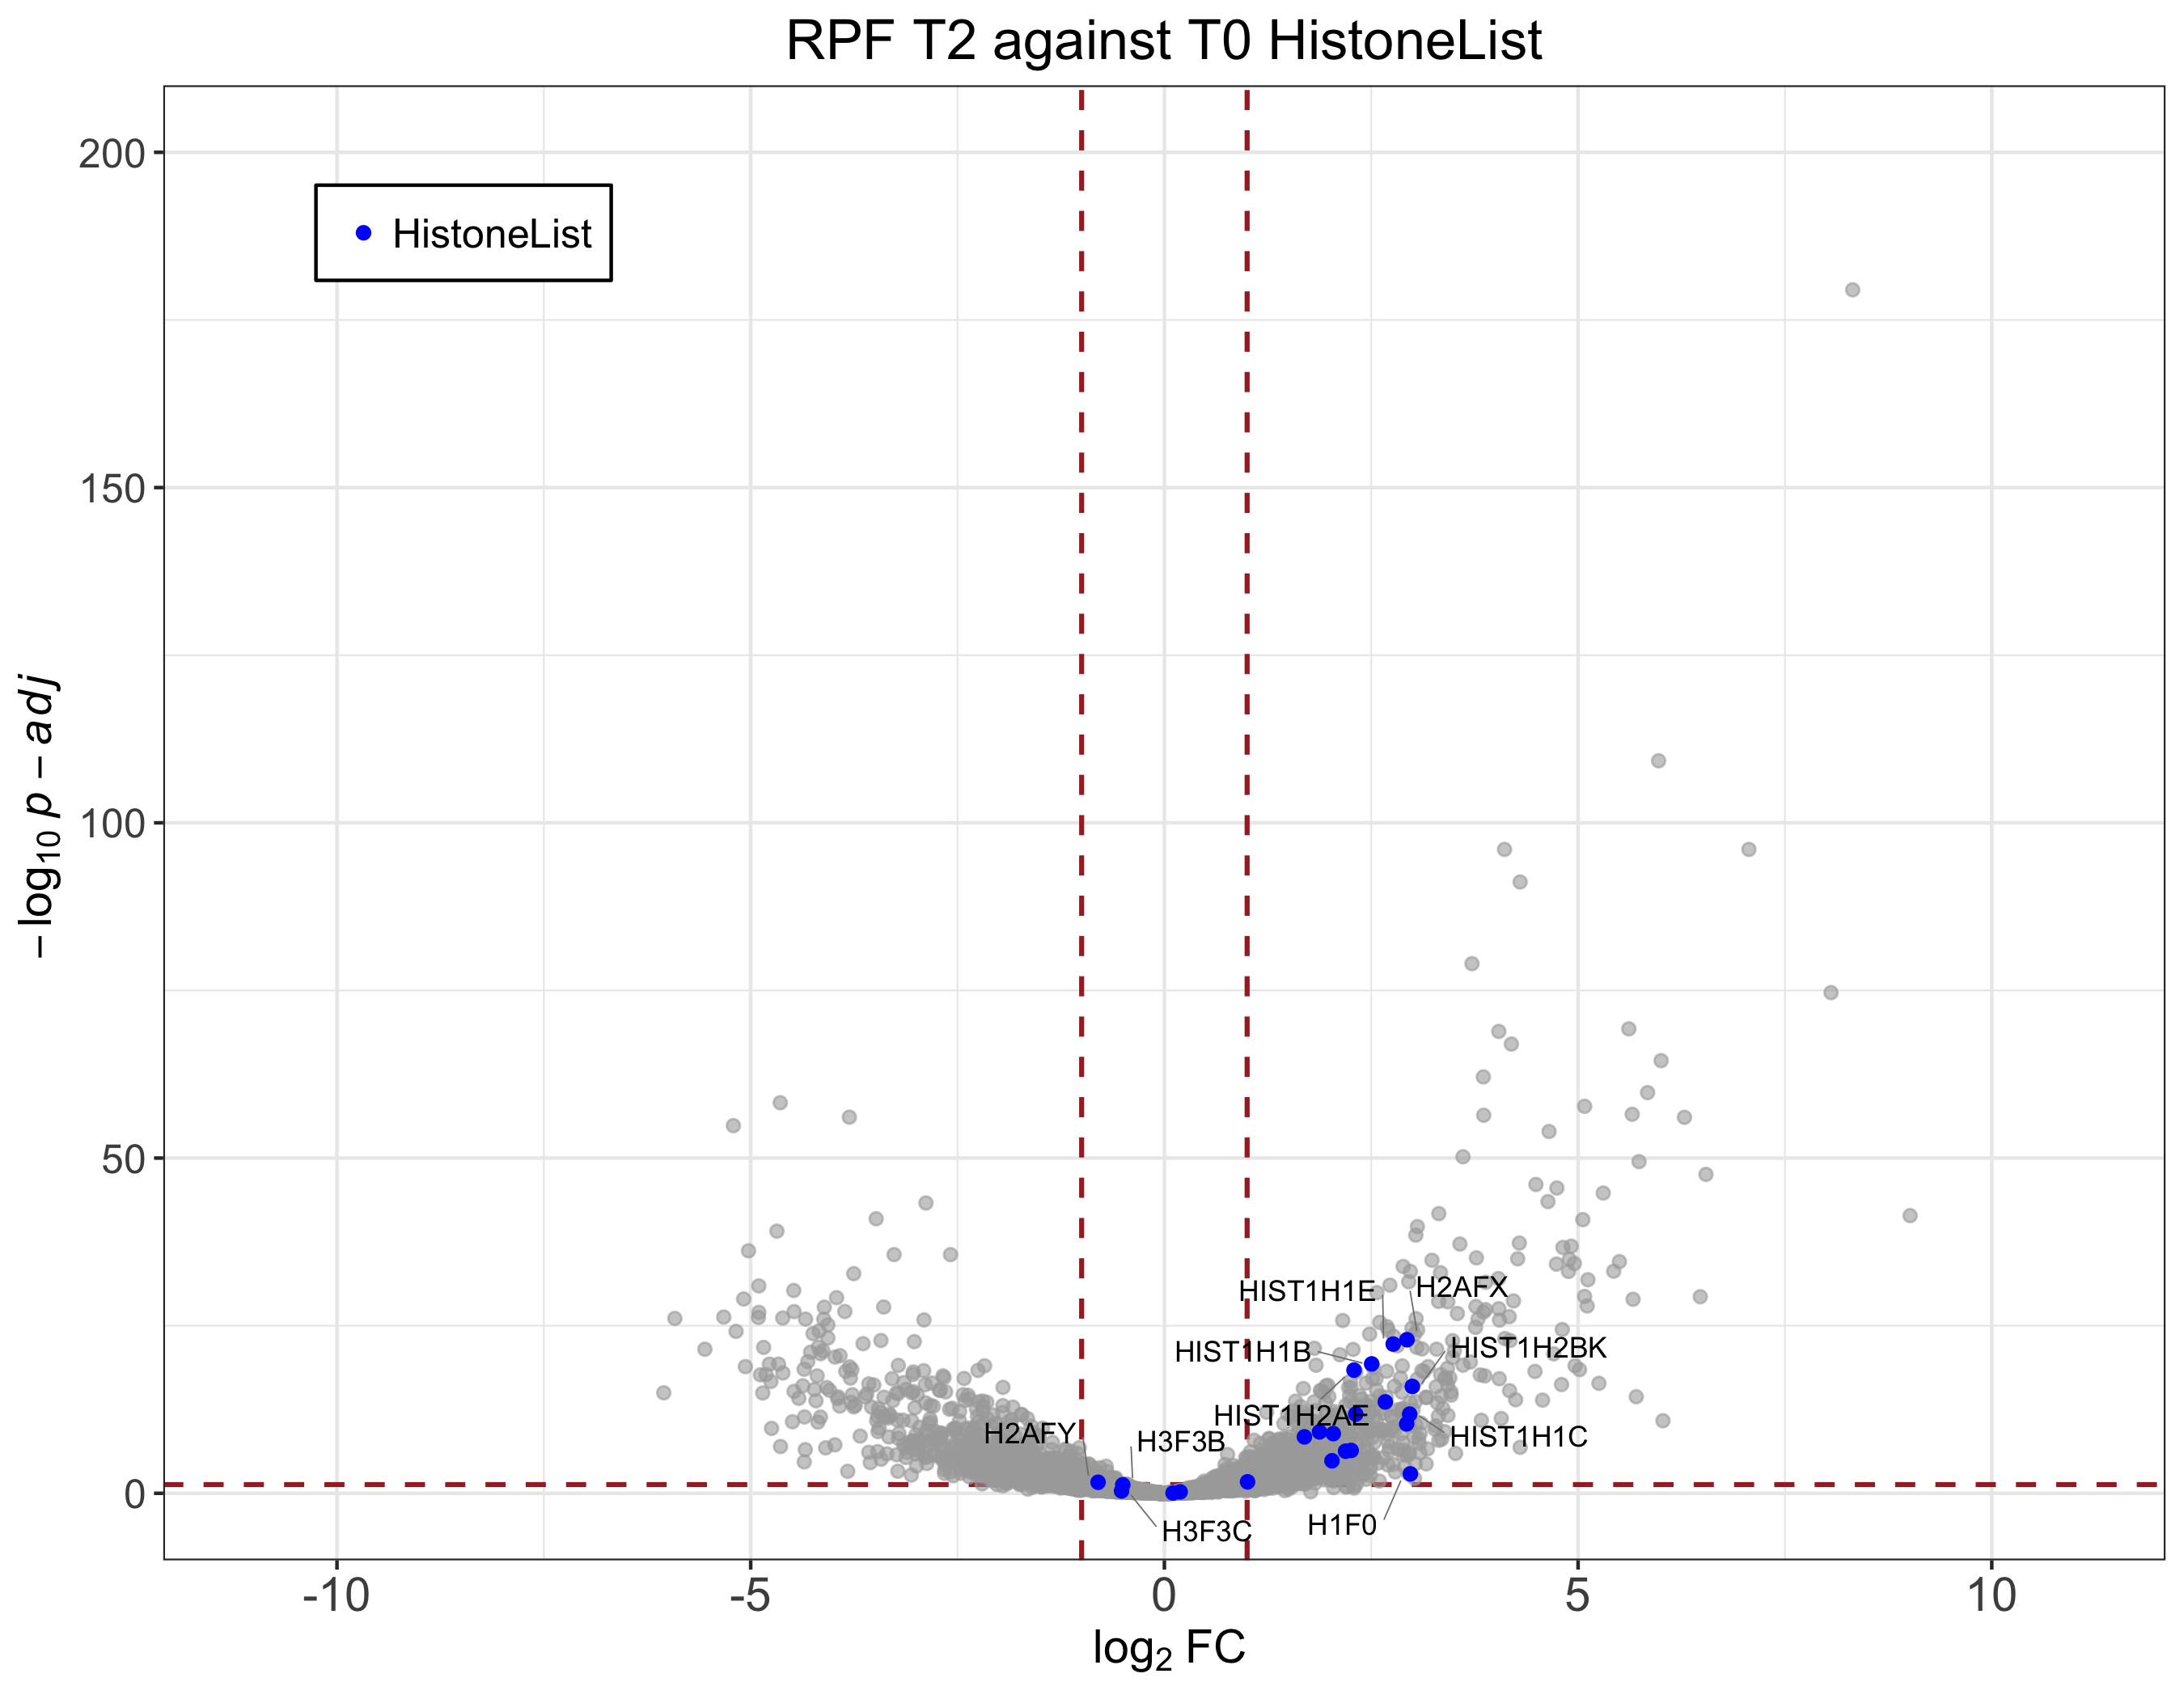 RPF T2 against T0 HistoneList
200
150
100
50
0
−log10 p − adj
HistoneList
HIST1H1E
H2AFX
HIST1H1B
HIST1H2BK
HIST1H2AE
H2AFY
H3F3B
HIST1H1C
H3F3C
H1F0
-10
-5
0
5
10
log2 FC